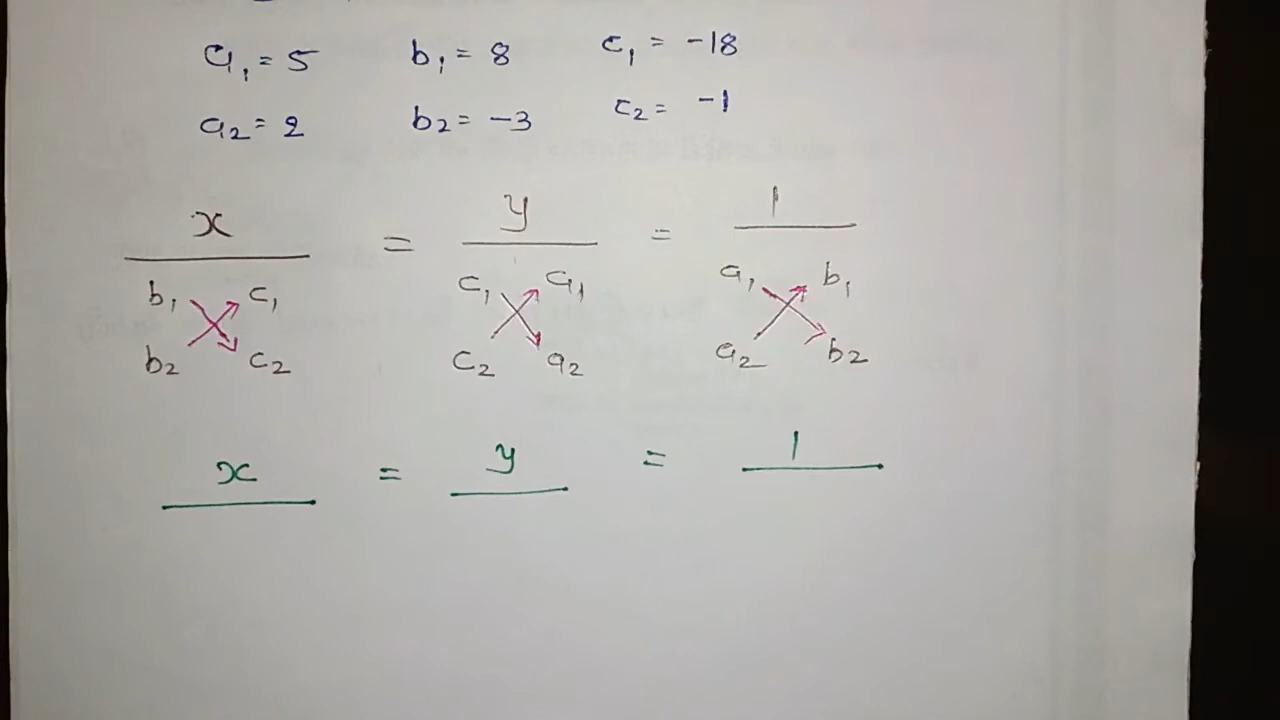 a₁ = 5 b₁ = 8 c₁ = -18
a₂ = 2 b₂ = -3 c₂ = -1
x = y = 1
b₁ c₁ c₁ a₁ a₁ b₁
b₂ c₂ c₂ a₂ a₂ b₂
x = y = 1